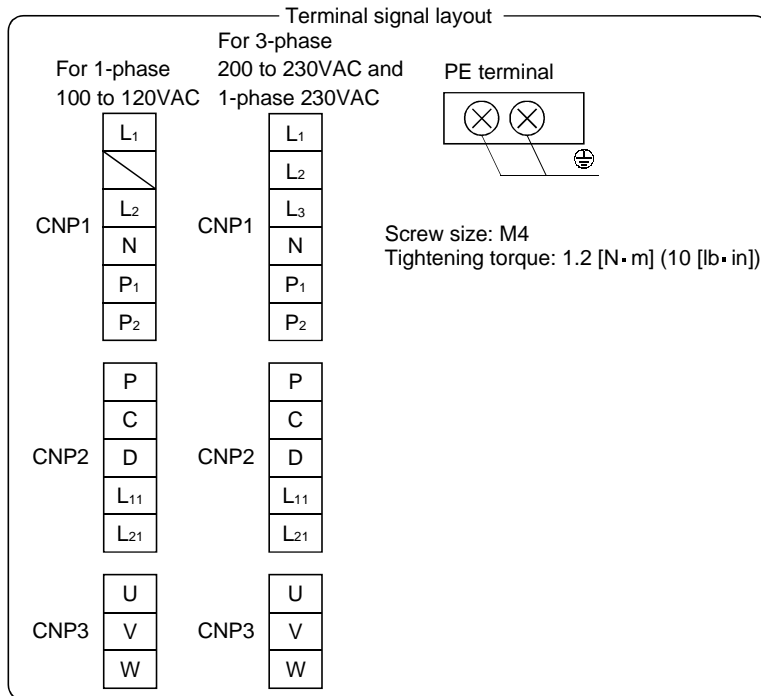 Terminal signal layout
For 1-phase
100 to 120VAC
For 3-phase
200 to 230VAC and
1-phase 230VAC
CNP1
L1
L2
N
P1
P2
CNP2
P
C
D
L11
L21
CNP3
U
V
W
CNP1
L1
L2
L3
N
P1
P2
CNP2
P
C
D
L11
L21
CNP3
U
V
W
PE terminal
Screw size: M4
Tightening torque: 1.2 [N▪m] (10 [lb▪in])